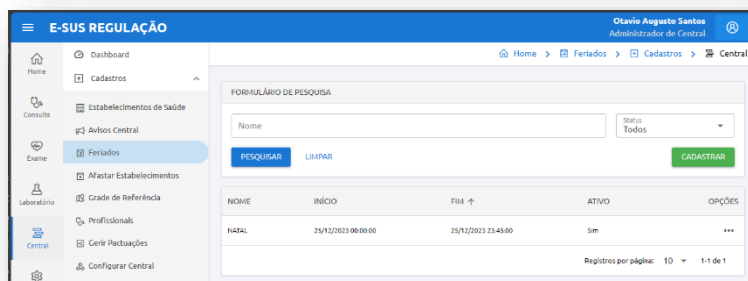 E-SUS REGULAÇÃO
Otavio Augusto Santos
Administrador de Central
Home
Consulta
Exame
Laboratório
Central
Dashboard
Cadastros
Estabelecimentos de Saúde
Avisos Central
Feriados
Afastar Estabelecimentos
Grade de Referência
Profissionais
Gerir Pactuações
Configurar Central
Home > Feriados > Cadastros > Central
FORMULÁRIO DE PESQUISA
Nome
Status
Todos
PESQUISAR LIMPAR CADASTRAR
NOME INÍCIO FIM ↑ ATIVO OPÇÕES
NATAL 25/12/2023 00:00:00 25/12/2023 23:45:00 Sim ...
Registros por página: 10 1-1 de 1